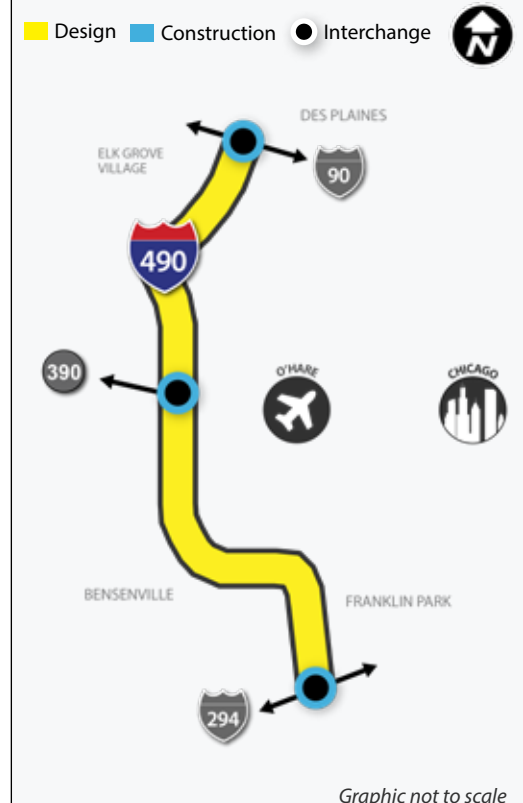 Design Construction Interchange
N
DES PLAINES
ELK GROVE
VILLAGE
90
490
390
O'HARE
CHICAGO
BENSENVILLE
FRANKLIN PARK
294
Graphic not to scale